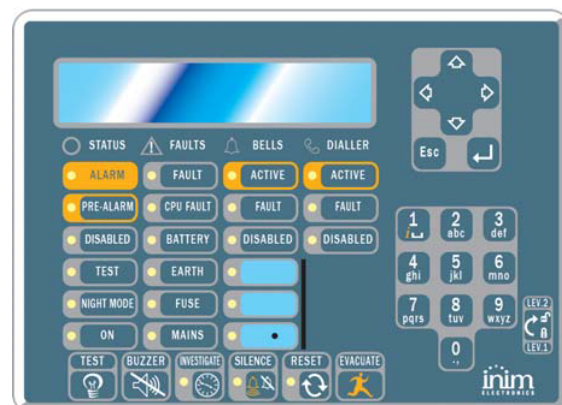 STATUS FAULTS BELLS DIALLER
ALARM FAULT ACTIVE ACTIVE
PRE-ALARM CPU FAULT FAULT FAULT
DISABLED BATTERY DISABLED DISABLED
TEST EARTH
NIGHT MODE FUSE
ON MAINS
TEST BUZZER INVESTIGATE SILENCE RESET EVACUATE
Esc
1 2 3
abc def
4 5 6
ghi jkl mno
7 8 9
pqrs tuv wxyz
0
.,
LEV.2
LEV.1
inim
ELECTRONICS